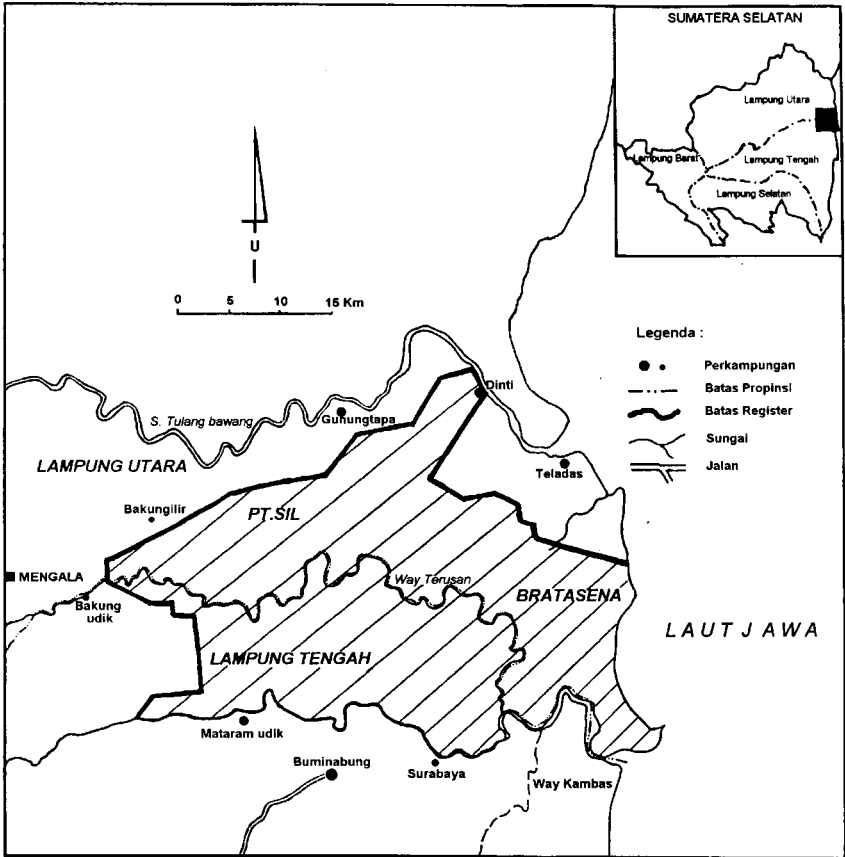 SUMATERA SELATAN
Lampung Utara
Lampung Barat
Lampung Tengah
Lampung Selatan
U
0 5 10 15 Km
Legenda :
Perkampungan
Batas Propinsi
Batas Register
Sungai
Jalan
Dinti
S. Tulang bawang
Gunungtapa
LAMPUNG UTARA
Teladas
Bakungilir
PT.SIL
MENGALA
Way Terusan
Bakung
udik
BRATASENA
LAUT JAWA
LAMPUNG TENGAH
Mataram udik
Buminabung
Surabaya
Way Kambas